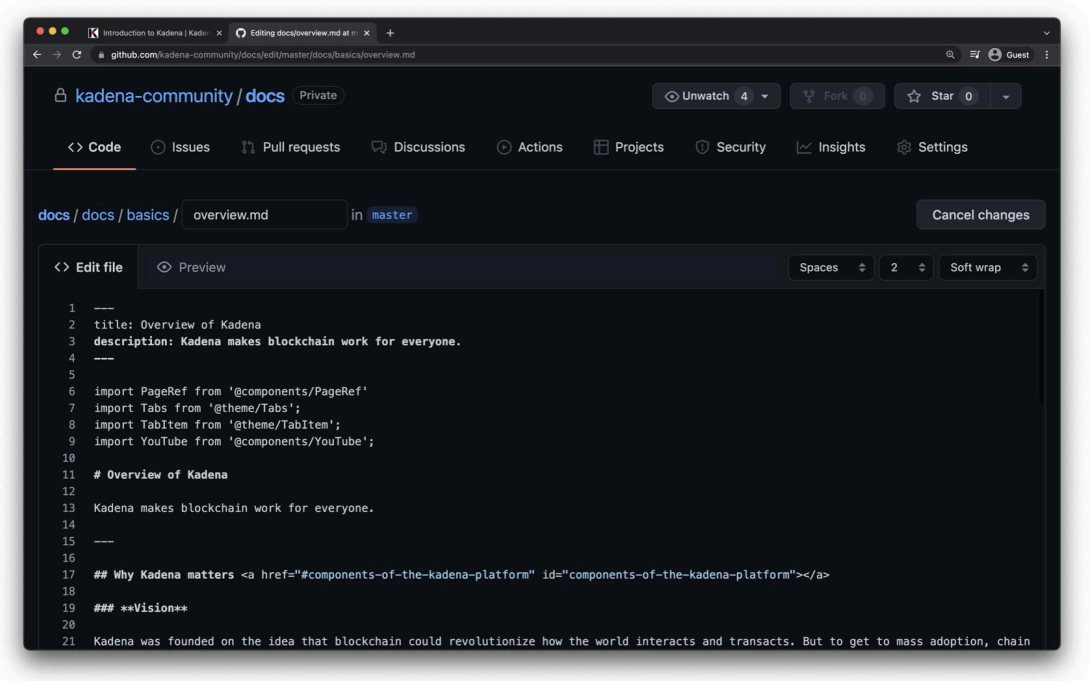 Introduction to Kadena | Kaden
Editing docs/overview.md at m
github.com/kadena-community/docs/edit/master/docs/basics/overview.md
Guest
kadena-community / docs Private
Unwatch 4
Fork 0
Star 0
<> Code
Issues
Pull requests
Discussions
Actions
Projects
Security
Insights
Settings
docs / docs / basics / overview.md in master
Cancel changes
<> Edit file
Preview
Spaces
2
Soft wrap
1 ---
2 title: Overview of Kadena
3 description: Kadena makes blockchain work for everyone.
4 ---
5
6 import PageRef from '@components/PageRef'
7 import Tabs from '@theme/Tabs';
8 import TabItem from '@theme/TabItem';
9 import YouTube from '@components/YouTube';
10
11 # Overview of Kadena
12
13 Kadena makes blockchain work for everyone.
14
15 ---
16
17 ## Why Kadena matters <a href="#components-of-the-kadena-platform" id="components-of-the-kadena-platform"></a>
18
19 ### **Vision**
20
21 Kadena was founded on the idea that blockchain could revolutionize how the world interacts and transacts. But to get to mass adoption, chain